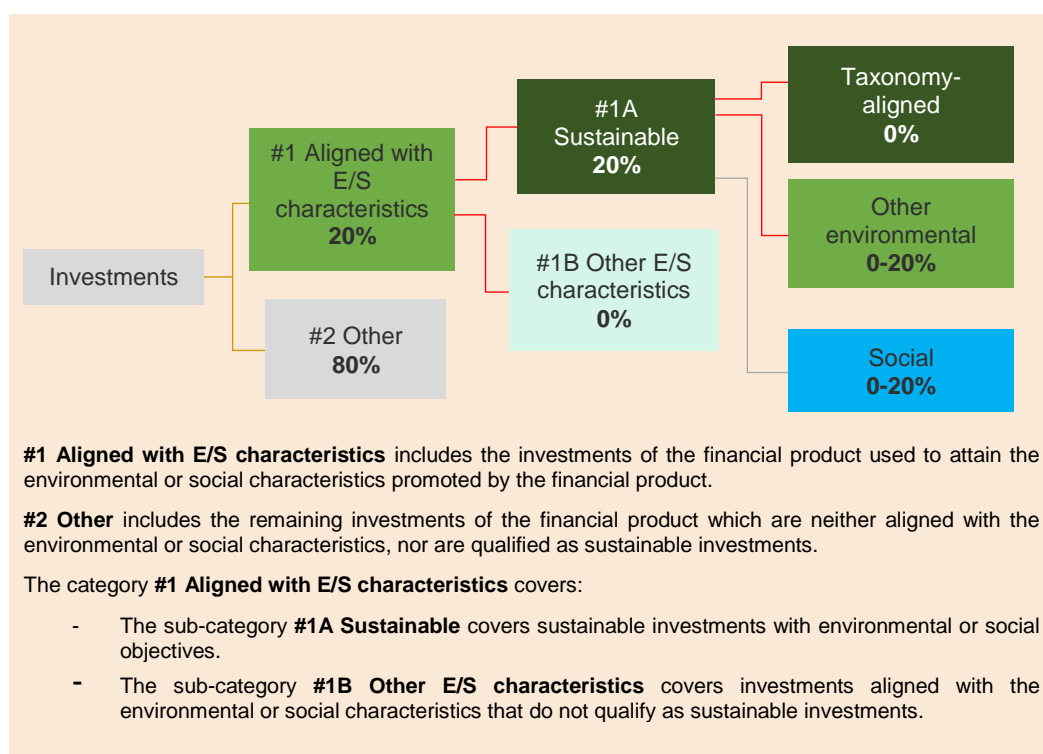 Investments
#1 Aligned with
E/S
characteristics
20%
#2 Other
80%
#1A
Sustainable
20%
#1B Other E/S
characteristics
0%
Taxonomy-
aligned
0%
Other
environmental
0-20%
Social
0-20%
#1 Aligned with E/S characteristics includes the investments of the financial product used to attain the
environmental or social characteristics promoted by the financial product.
#2 Other includes the remaining investments of the financial product which are neither aligned with the
environmental or social characteristics, nor are qualified as sustainable investments.
The category #1 Aligned with E/S characteristics covers:
- The sub-category #1A Sustainable covers sustainable investments with environmental or social
objectives.
- The sub-category #1B Other E/S characteristics covers investments aligned with the
environmental or social characteristics that do not qualify as sustainable investments.